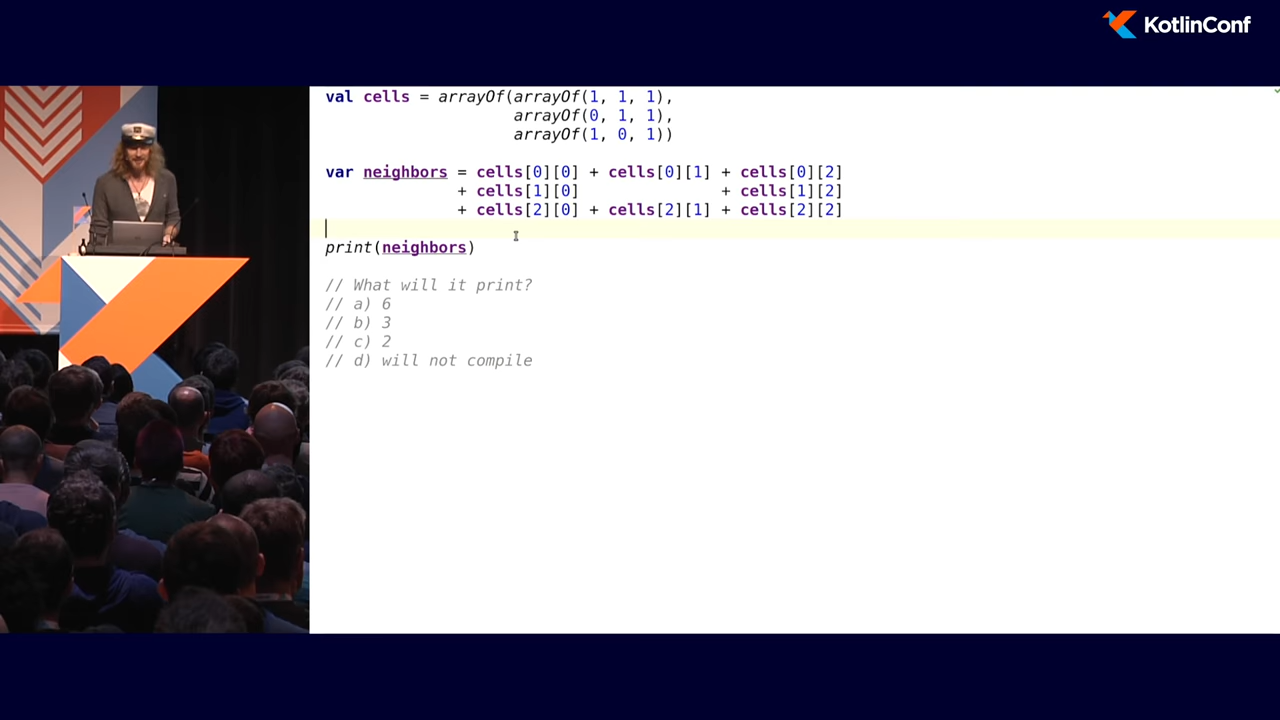 KotlinConf
val cells = arrayOf(arrayOf(1, 1, 1),
arrayOf(0, 1, 1),
arrayOf(1, 0, 1))
var neighbors = cells[0][0] + cells[0][1] + cells[0][2]
+ cells[1][0] + cells[1][2]
+ cells[2][0] + cells[2][1] + cells[2][2]
print(neighbors)
// What will it print?
// a) 6
// b) 3
// c) 2
// d) will not compile